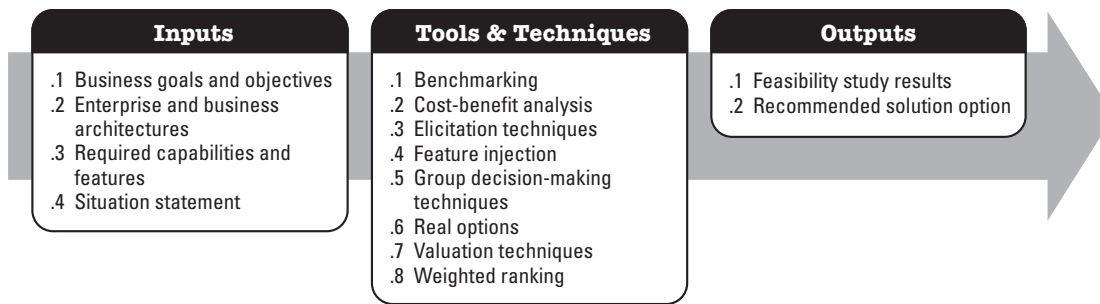 Inputs
.1 Business goals and objectives
.2 Enterprise and business
architectures
.3 Required capabilities and
features
.4 Situation statement
Tools & Techniques
.1 Benchmarking
.2 Cost-benefit analysis
.3 Elicitation techniques
.4 Feature injection
.5 Group decision-making
techniques
.6 Real options
.7 Valuation techniques
.8 Weighted ranking
Outputs
.1 Feasibility study results
.2 Recommended solution option